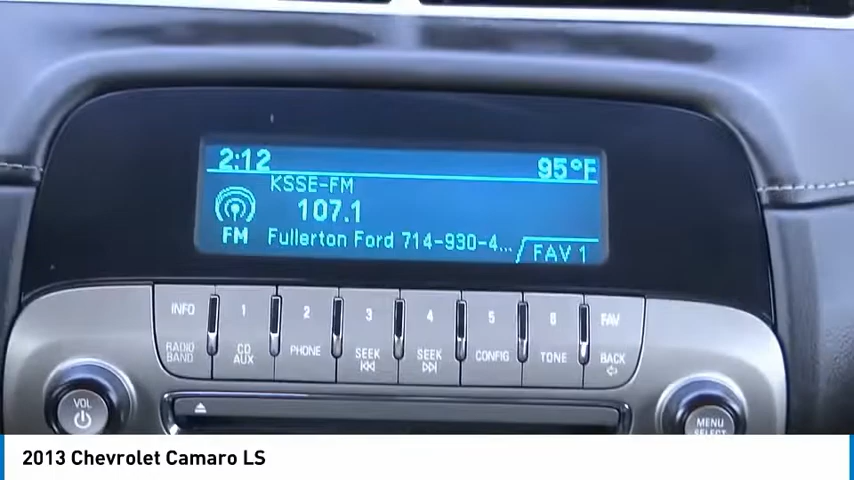 2:12 95°F
KSSE-FM
107.1
FM Fullerton Ford 714-930-4... FAV 1
INFO 1 2 3 4 5 6 FAV
RADIO BAND CD AUX PHONE SEEK SEEK CONFIG TONE BACK
VOL
MENU
SELECT
2013 Chevrolet Camaro LS